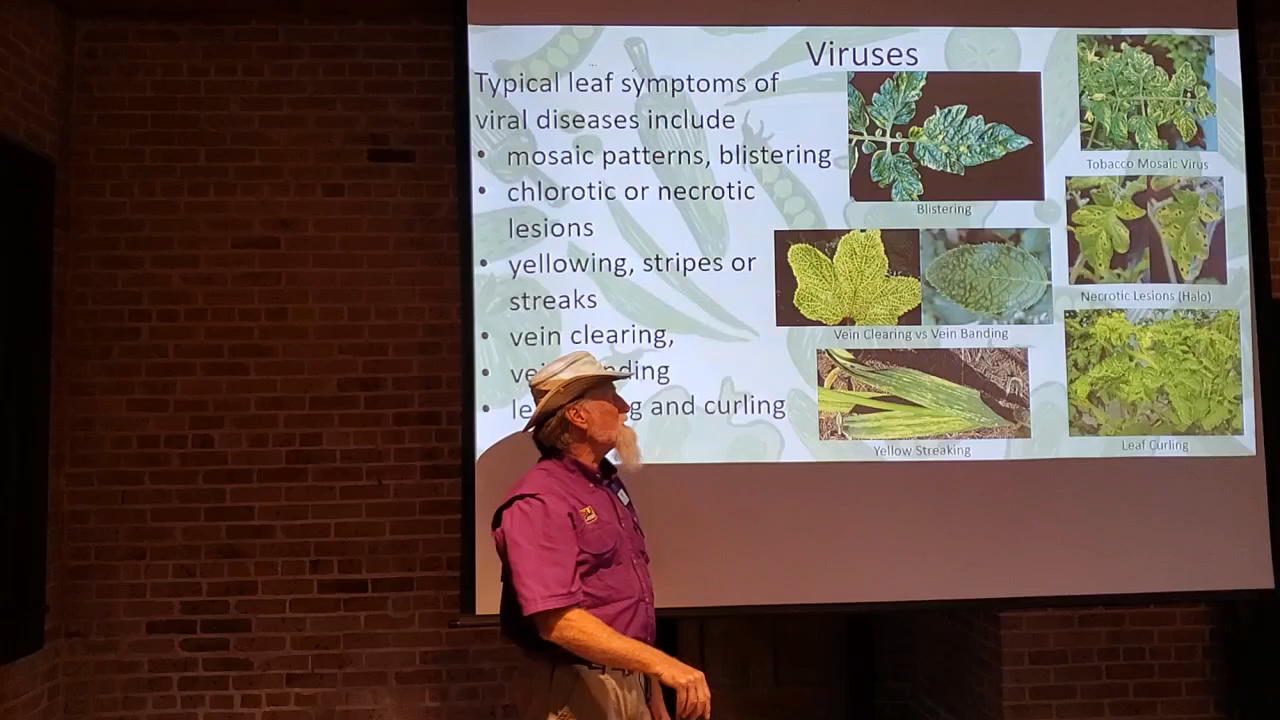 Viruses
Typical leaf symptoms of
viral diseases include
• mosaic patterns, blistering
• chlorotic or necrotic
lesions
• yellowing, stripes or
streaks
• vein clearing,
•
• and curling
Blistering
Tobacco Mosaic Virus
Vein Clearing vs Vein Banding
Necrotic Lesions (Halo)
Yellow Streaking
Leaf Curling